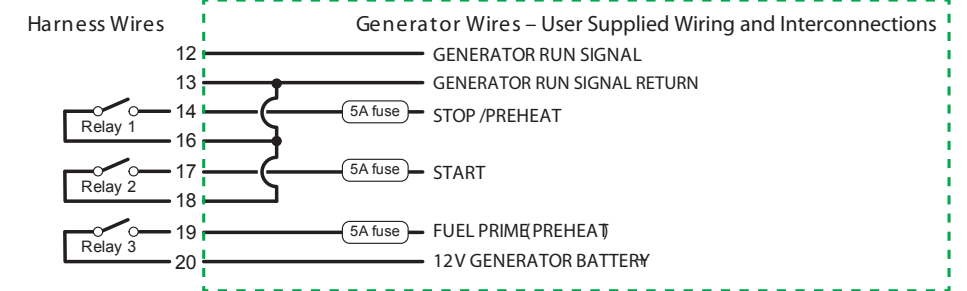 Harness Wires Generator Wires – User Supplied Wiring and Interconnections
12 GENERATOR RUN SIGNAL
13 GENERATOR RUN SIGNAL RETURN
14 5A fuse STOP /PREHEAT
Relay 1
16
17 5A fuse START
Relay 2
18
19 5A fuse FUEL PRIME(PREHEAT)
Relay 3
20 12V GENERATOR BATTERY+